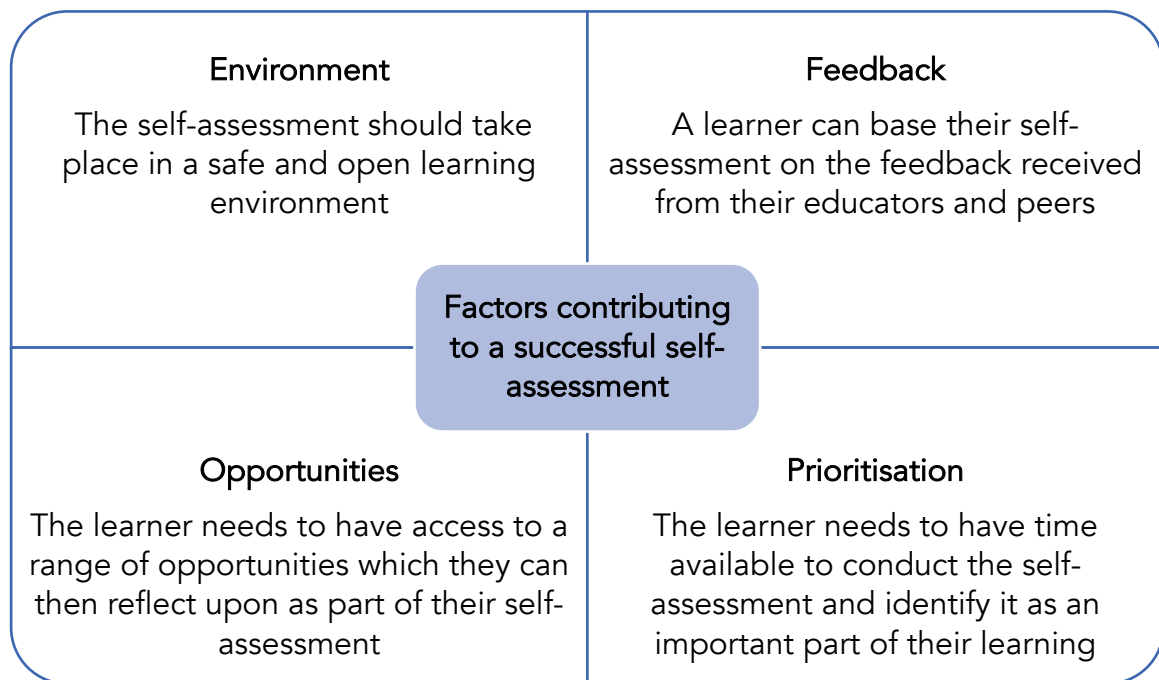 Environment
The self-assessment should take
place in a safe and open learning
environment
Feedback
A learner can base their self-
assessment on the feedback received
from their educators and peers
Factors contributing
to a successful self-
assessment
Opportunities
The learner needs to have access to a
range of opportunities which they can
then reflect upon as part of their self-
assessment
Prioritisation
The learner needs to have time
available to conduct the self-
assessment and identify it as an
important part of their learning